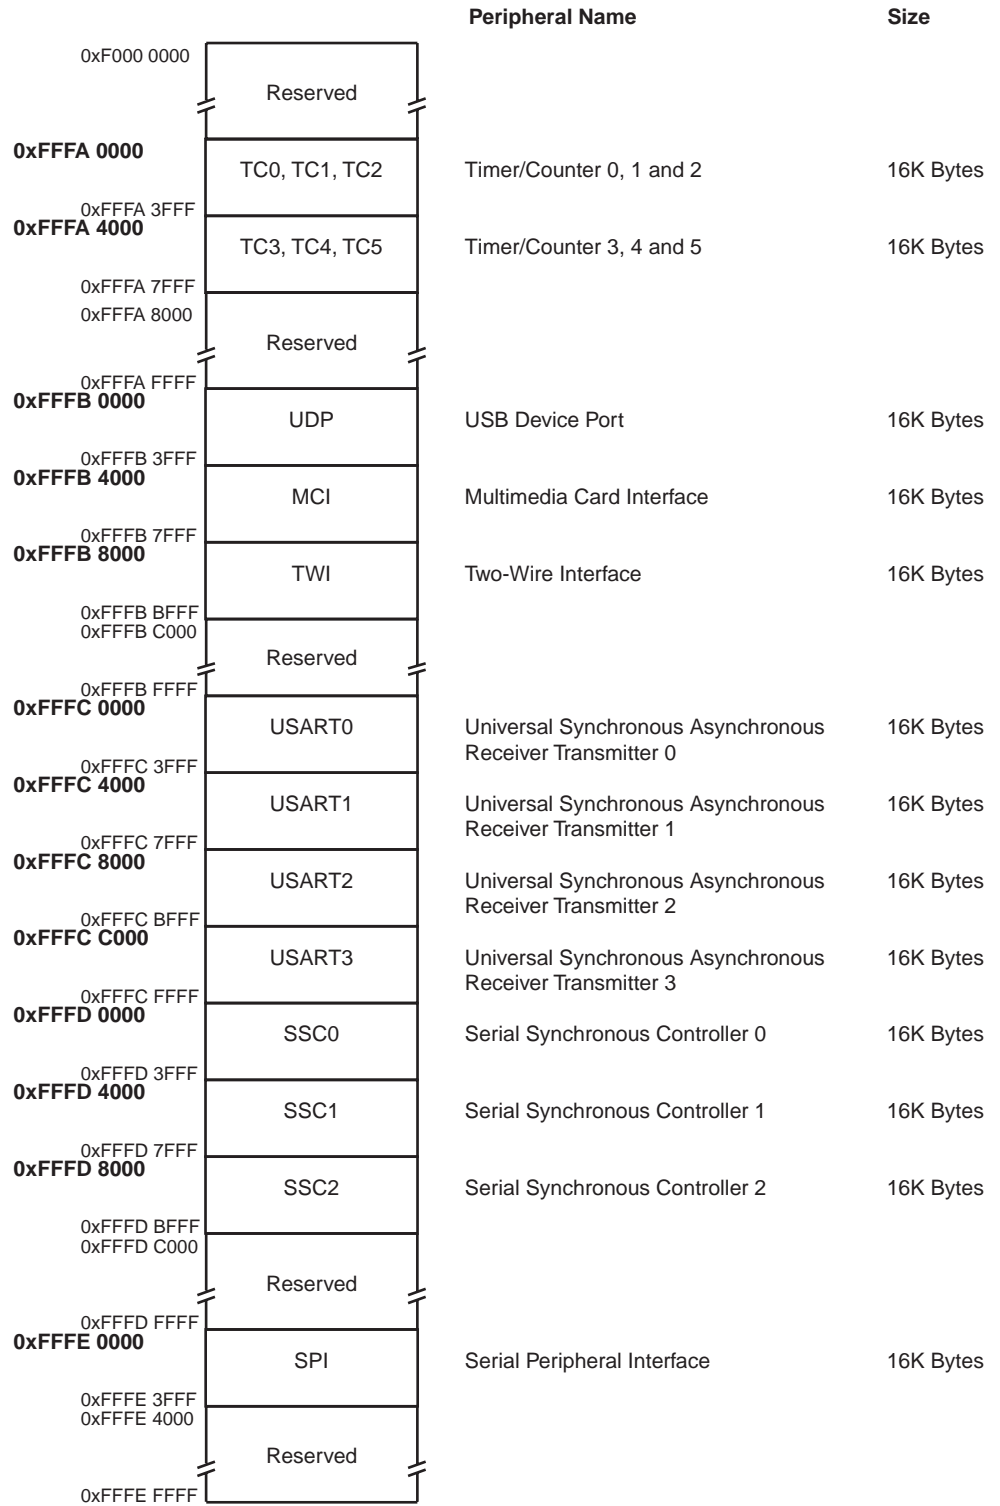 Peripheral Name Size
0xF000 0000
Reserved
0xFFFA 0000
TC0, TC1, TC2 Timer/Counter 0, 1 and 2 16K Bytes
0xFFFA 3FFF
0xFFFA 4000
TC3, TC4, TC5 Timer/Counter 3, 4 and 5 16K Bytes
0xFFFA 7FFF
0xFFFA 8000
Reserved
0xFFFA FFFF
0xFFFB 0000
UDP USB Device Port 16K Bytes
0xFFFB 3FFF
0xFFFB 4000
MCI Multimedia Card Interface 16K Bytes
0xFFFB 7FFF
0xFFFB 8000
TWI Two-Wire Interface 16K Bytes
0xFFFB BFFF
0xFFFB C000
Reserved
0xFFFB FFFF
0xFFFC 0000
USART0 Universal Synchronous Asynchronous 16K Bytes
Receiver Transmitter 0
0xFFFC 3FFF
0xFFFC 4000
USART1 Universal Synchronous Asynchronous 16K Bytes
Receiver Transmitter 1
0xFFFC 7FFF
0xFFFC 8000
USART2 Universal Synchronous Asynchronous 16K Bytes
Receiver Transmitter 2
0xFFFC BFFF
0xFFFC C000
USART3 Universal Synchronous Asynchronous 16K Bytes
Receiver Transmitter 3
0xFFFC FFFF
0xFFFD 0000
SSC0 Serial Synchronous Controller 0 16K Bytes
0xFFFD 3FFF
0xFFFD 4000
SSC1 Serial Synchronous Controller 1 16K Bytes
0xFFFD 7FFF
0xFFFD 8000
SSC2 Serial Synchronous Controller 2 16K Bytes
0xFFFD BFFF
0xFFFD C000
Reserved
0xFFFD FFFF
0xFFFE 0000
SPI Serial Peripheral Interface 16K Bytes
0xFFFE 3FFF
0xFFFE 4000
Reserved
0xFFFE FFFF